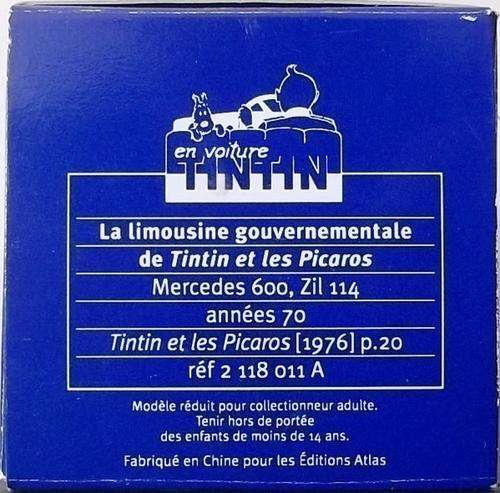 en voiture
TINTIN
La limousine gouvernementale
de Tintin et les Picaros
Mercedes 600, Zil 114
années 70
Tintin et les Picaros [1976] p.20
réf 2 118 011 A
Modèle réduit pour collectionneur adulte.
Tenir hors de portée
des enfants de moins de 14 ans.
Fabriqué en Chine pour les Éditions Atlas